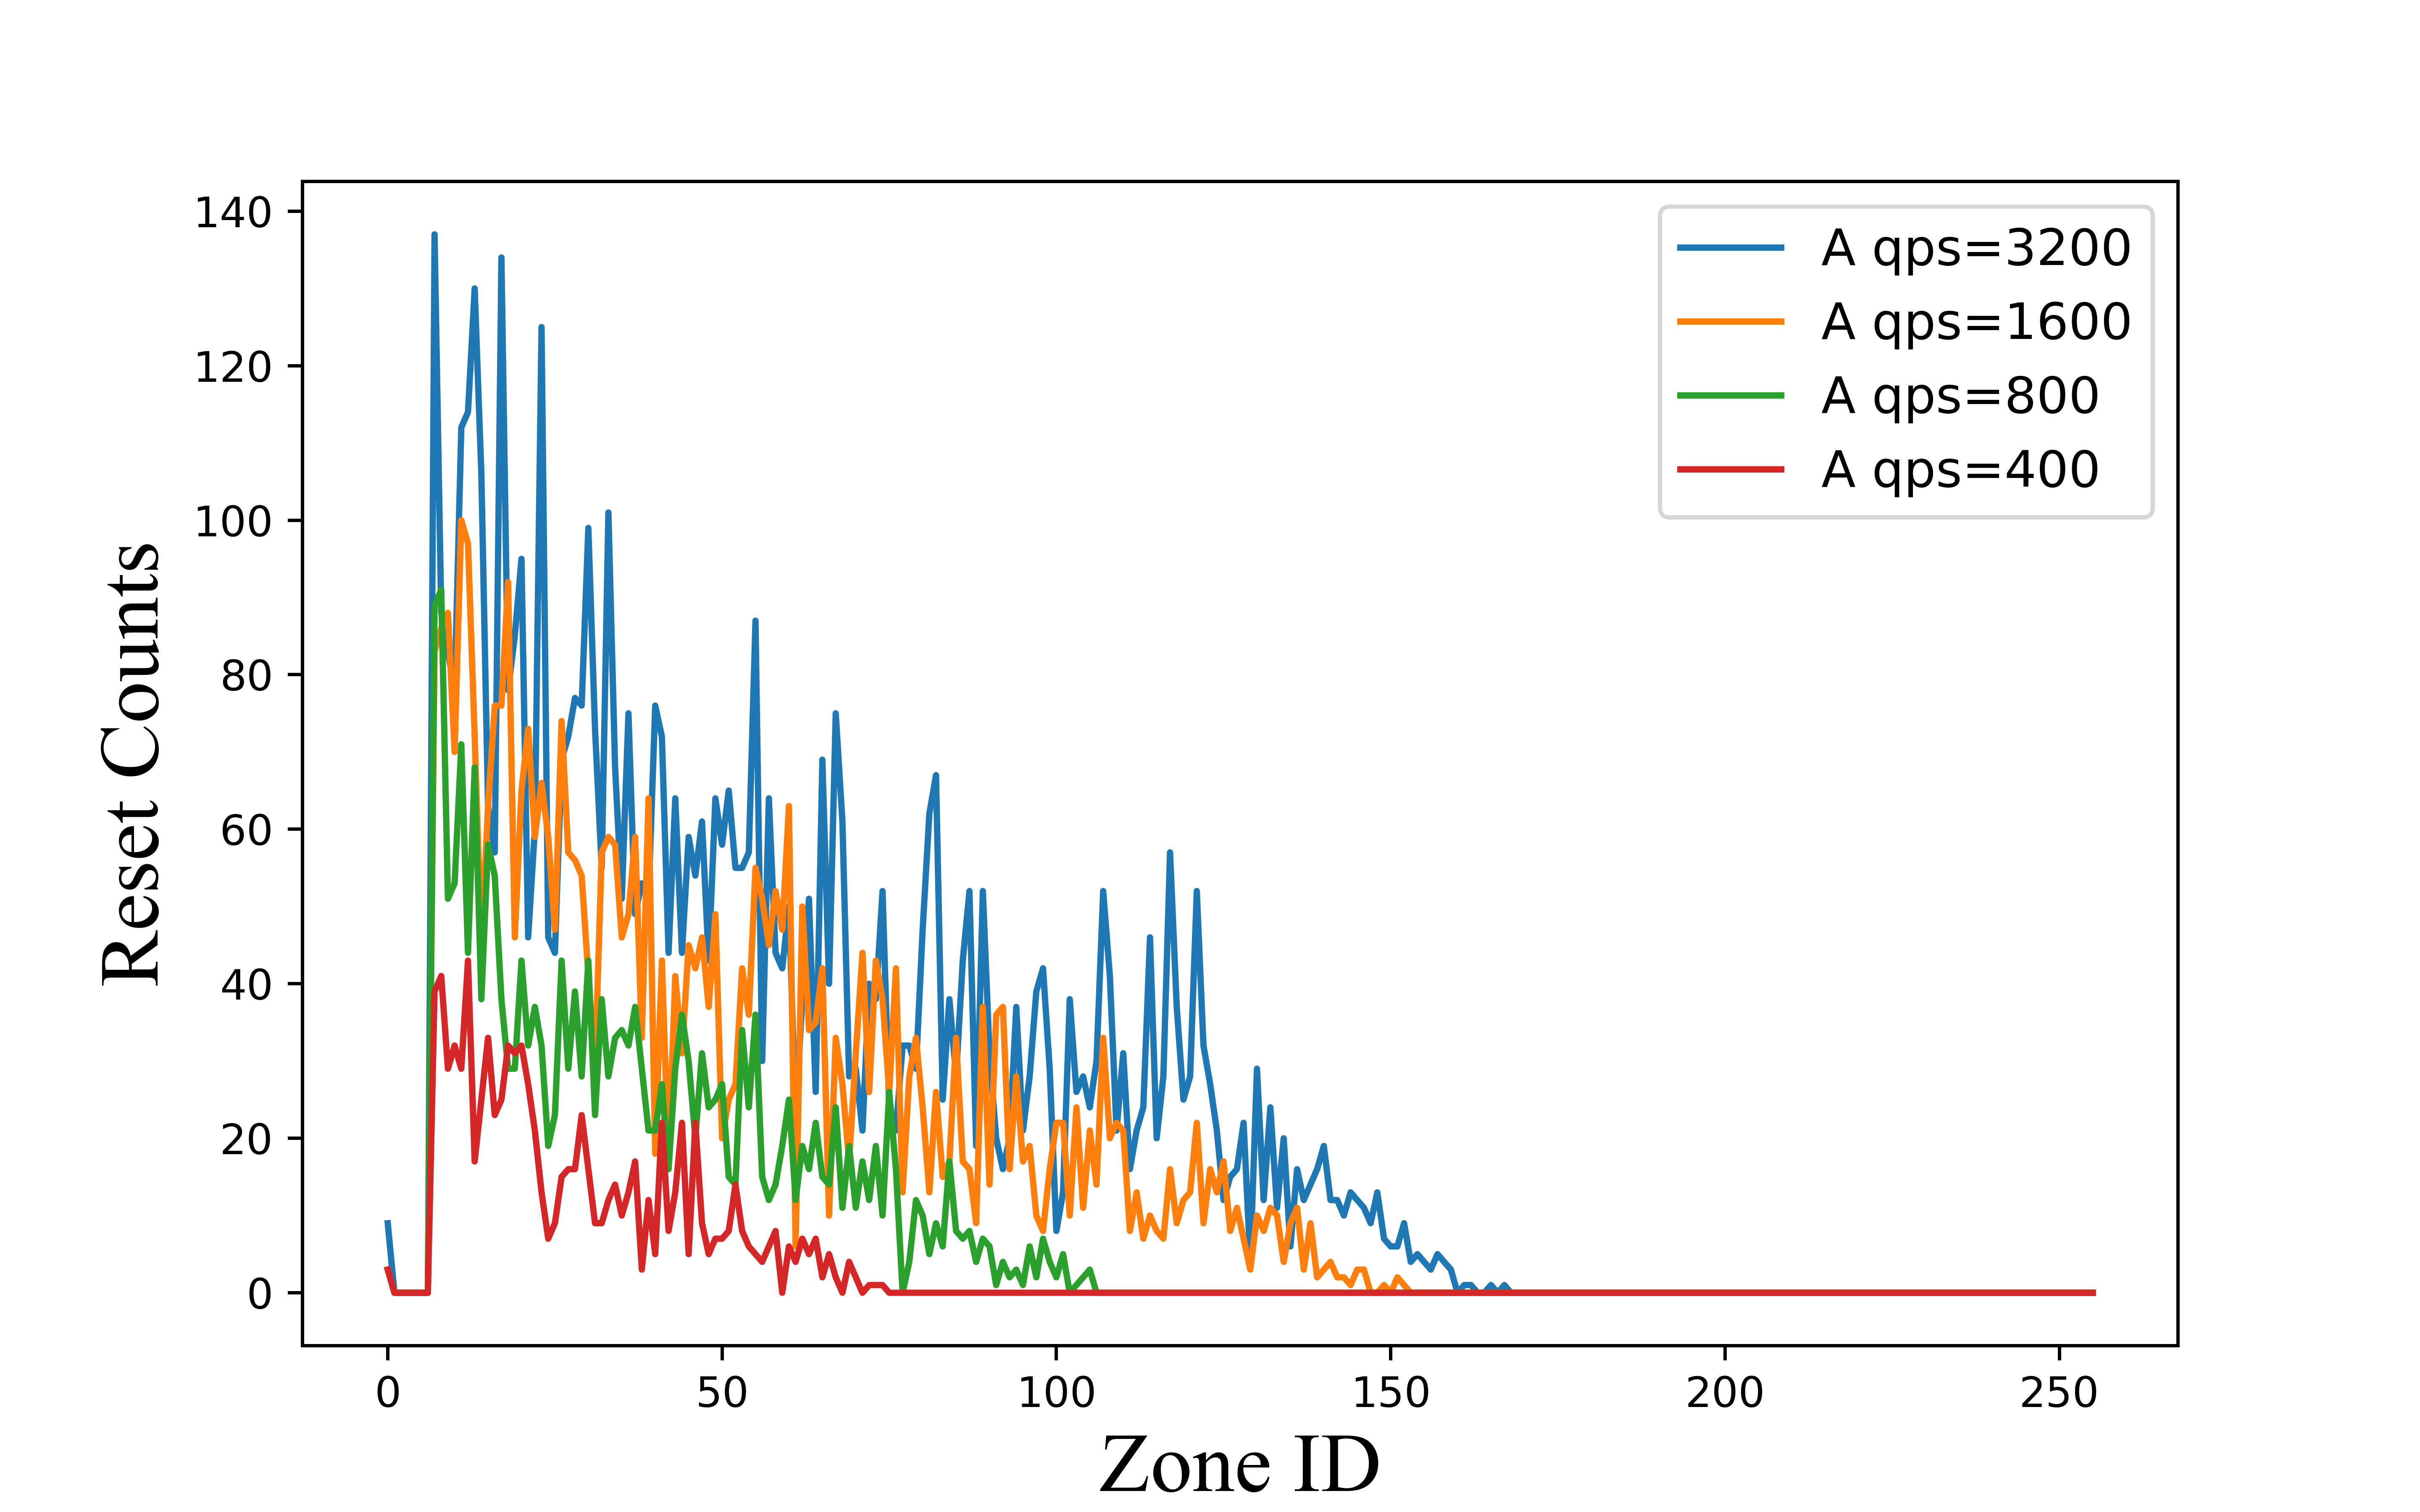 140
120
100
80
60
40
20
0
Reset Counts
A qps=3200
A qps=1600
A qps=800
A qps=400
0 50 100 150 200 250
Zone ID